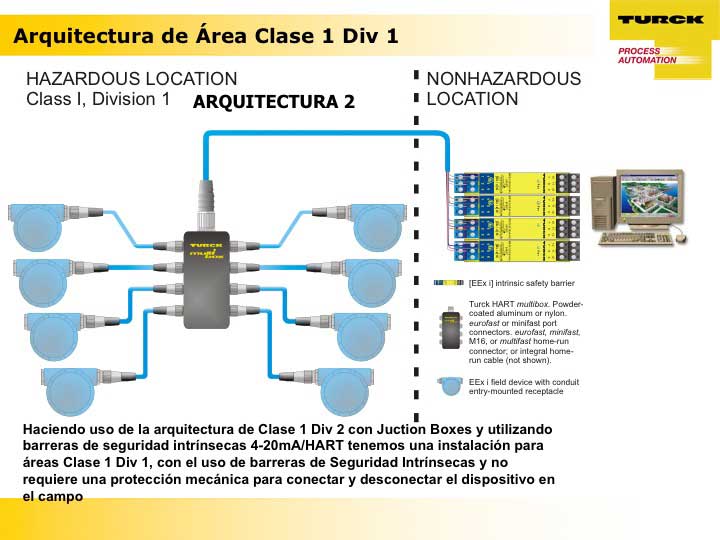 Arquitectura de Área Clase 1 Div 1
TURCK
PROCESS
AUTOMATION
HAZARDOUS LOCATION
Class I, Division 1
ARQUITECTURA 2
NONHAZARDOUS
LOCATION
TURCK
multi
box
[EEx i] intrinsic safety barrier
Turck HART multibox. Powder-
coated aluminum or nylon.
eurofast or minifast port
connectors. eurofast, minifast,
M16, or multifast home-run
connector; or integral home-
run cable (not shown).
EEx i field device with conduit
entry-mounted receptacle
Haciendo uso de la arquitectura de Clase 1 Div 2 con Juction Boxes y utilizando
barreras de seguridad intrínsecas 4-20mA/HART tenemos una instalación para
áreas Clase 1 Div 1, con el uso de barreras de Seguridad Intrínsecas y no
requiere una protección mecánica para conectar y desconectar el dispositivo en
el campo